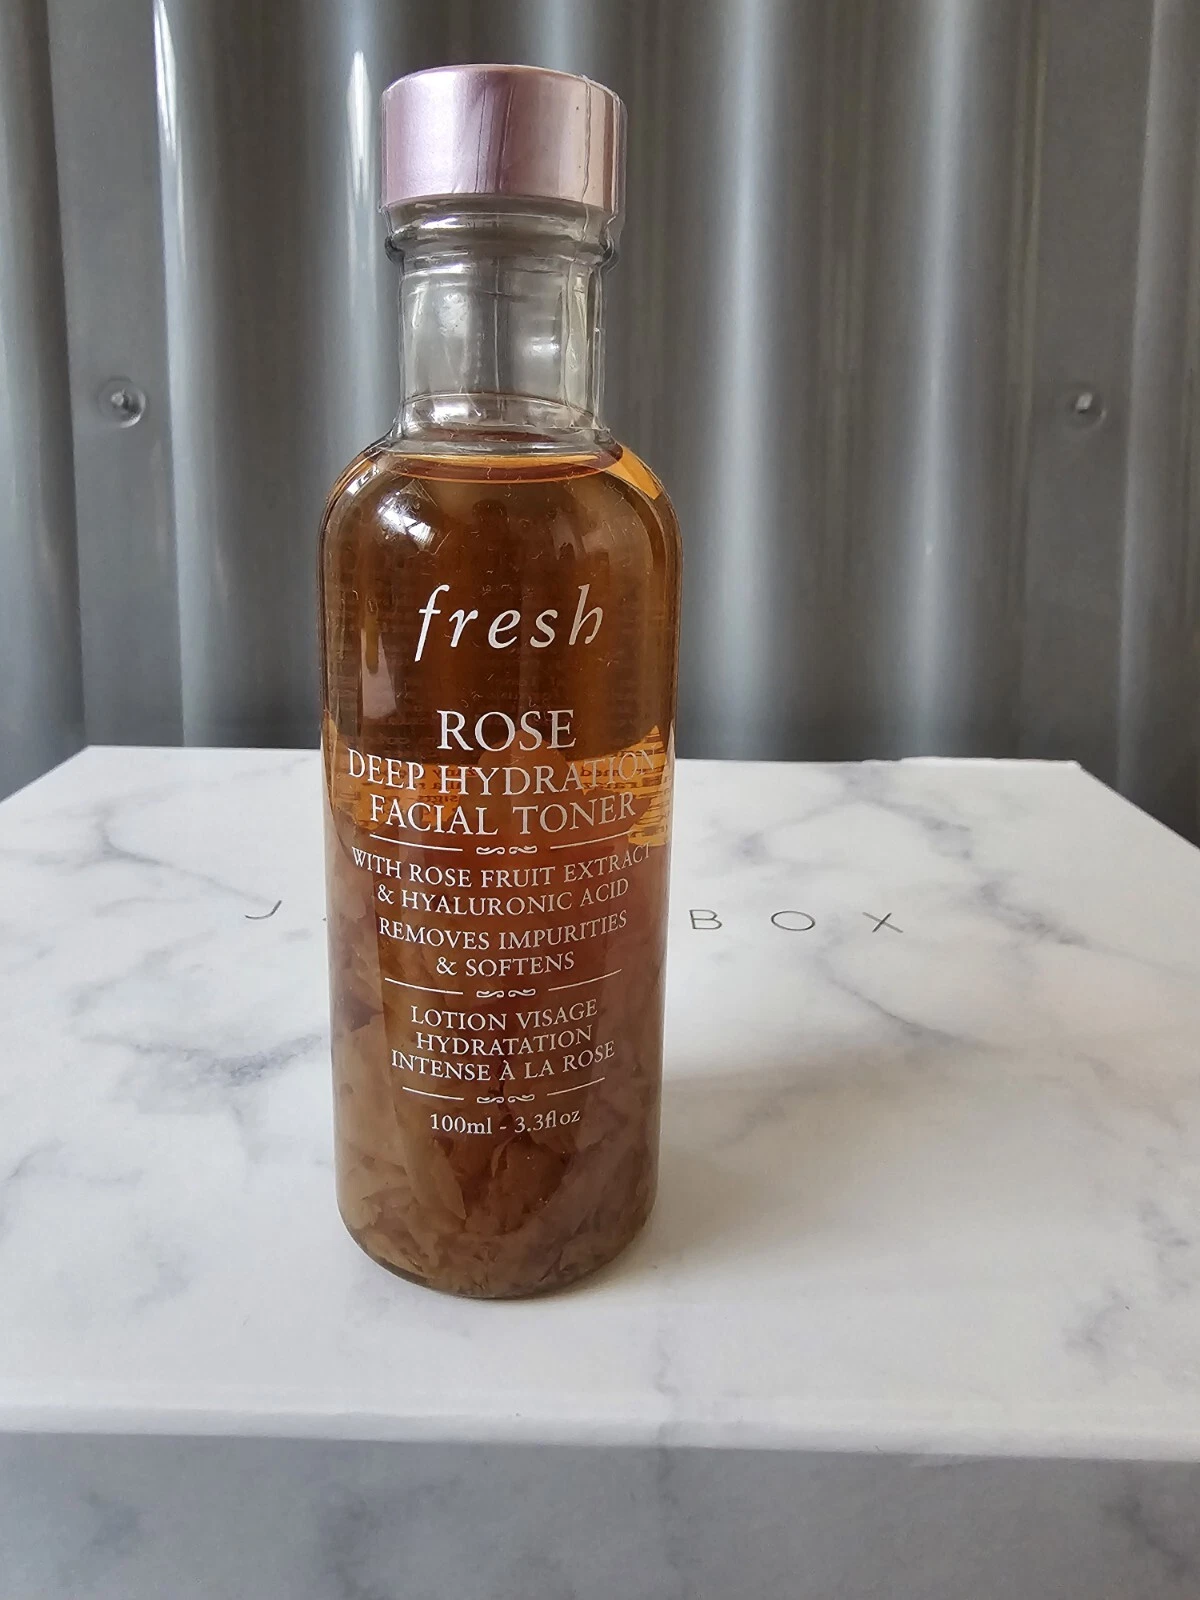 fresh
ROSE
DEEP HYDRATION
FACIAL TONER
WITH ROSE FRUIT EXTRACT
& HYALURONIC ACID
REMOVES IMPURITIES
& SOFTENS
LOTION VISAGE
HYDRATATION
INTENSE À LA ROSE
100ml - 3.3fl oz
BOX